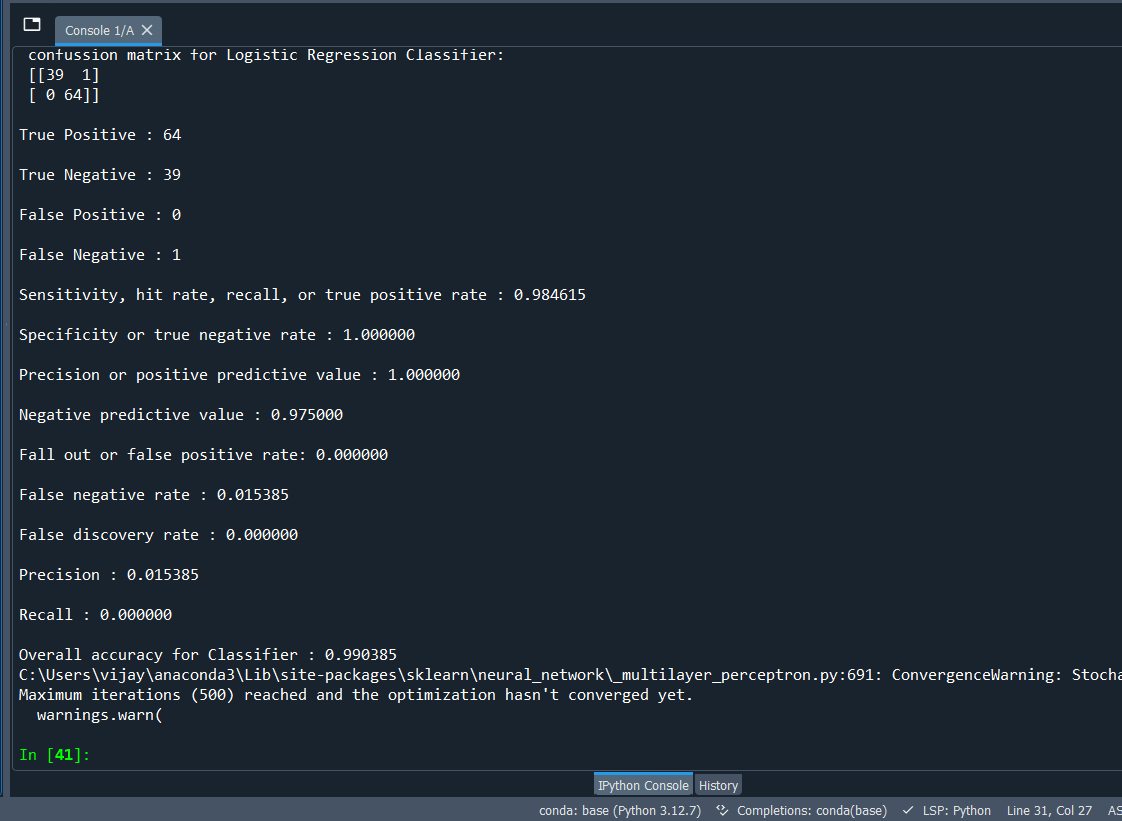 Console 1/A
confussion matrix for Logistic Regression Classifier:
[[39  1]
[ 0 64]]
True Positive : 64
True Negative : 39
False Positive : 0
False Negative : 1
Sensitivity, hit rate, recall, or true positive rate : 0.984615
Specificity or true negative rate : 1.000000
Precision or positive predictive value : 1.000000
Negative predictive value : 0.975000
Fall out or false positive rate: 0.000000
False negative rate : 0.015385
False discovery rate : 0.000000
Precision : 0.015385
Recall : 0.000000
Overall accuracy for Classifier : 0.990385
C:\Users\vijay\anaconda3\Lib\site-packages\sklearn\neural_network\_multilayer_perceptron.py:691: ConvergenceWarning: Stocha
Maximum iterations (500) reached and the optimization hasn't converged yet.
warnings.warn(
In [41]:
IPython Console History
conda: base (Python 3.12.7) Completions: conda(base) LSP: Python Line 31, Col 27 AS